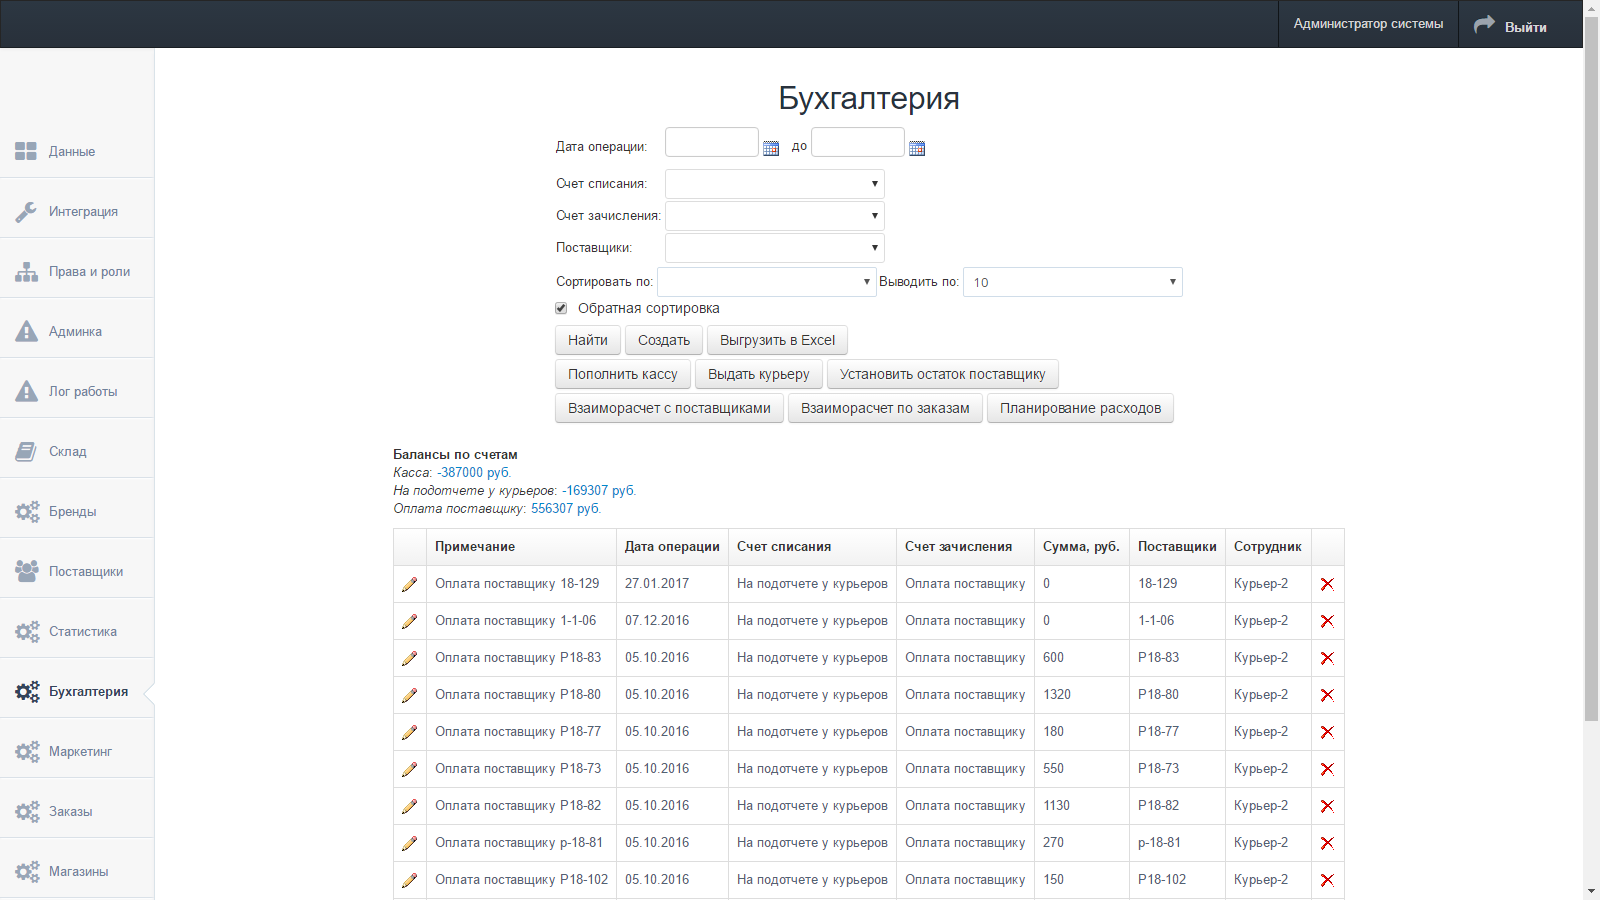 Администратор системы
Выйти
Данные
Интеграция
Права и роли
Админка
Лог работы
Склад
Бренды
Поставщики
Статистика
Бухгалтерия
Маркетинг
Заказы
Магазины
Бухгалтерия
Дата операции: до
Счет списания:
Счет зачисления:
Поставщики:
Сортировать по: Выводить по: 10
Обратная сортировка
Найти Создать Выгрузить в Excel
Пополнить кассу Выдать курьеру Установить остаток поставщику
Взаиморасчет с поставщиками Взаиморасчет по заказам Планирование расходов
Балансы по счетам
Касса: -387000 руб.
На подотчете у курьеров: -169307 руб.
Оплата поставщику: 556307 руб.
Примечание Дата операции Счет списания Счет зачисления Сумма, руб. Поставщики Сотрудник
Оплата поставщику 18-129 27.01.2017 На подотчете у курьеров Оплата поставщику 0 18-129 Курьер-2
Оплата поставщику 1-1-06 07.12.2016 На подотчете у курьеров Оплата поставщику 0 1-1-06 Курьер-2
Оплата поставщику P18-83 05.10.2016 На подотчете у курьеров Оплата поставщику 600 P18-83 Курьер-2
Оплата поставщику P18-80 05.10.2016 На подотчете у курьеров Оплата поставщику 1320 P18-80 Курьер-2
Оплата поставщику P18-77 05.10.2016 На подотчете у курьеров Оплата поставщику 180 P18-77 Курьер-2
Оплата поставщику P18-73 05.10.2016 На подотчете у курьеров Оплата поставщику 550 P18-73 Курьер-2
Оплата поставщику P18-82 05.10.2016 На подотчете у курьеров Оплата поставщику 1130 P18-82 Курьер-2
Оплата поставщику p-18-81 05.10.2016 На подотчете у курьеров Оплата поставщику 270 p-18-81 Курьер-2
Оплата поставщику P18-102 05.10.2016 На подотчете у курьеров Оплата поставщику 150 P18-102 Курьер-2